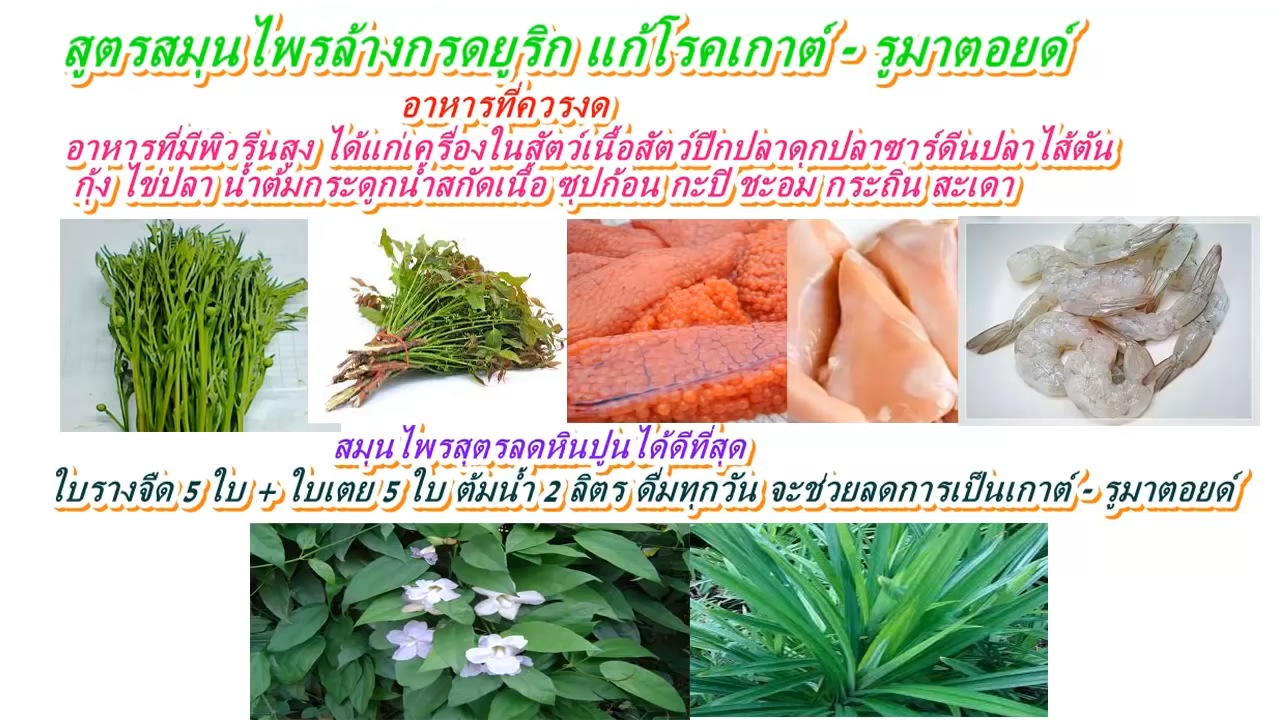 สูตรสมุนไพรล้างกรดยูริก แก้โรคเกาต์ - รูมาตอยด์
อาหารที่ควรงด
อาหารที่มีพิวรีนสูง ได้แก่เครื่องในสัตว์เนื้อสัตว์ปีกปลาดุกปลาซาร์ดีนปลาไส้ตัน
กุ้ง ไข่ปลา น้ำต้มกระดูกน้ำสกัดเนื้อ ซุปก้อน กะปิ ชะอม กระถิน สะเดา
สมุนไพรสุตรลดหินปูนได้ดีที่สุด
ใบรางจืด 5 ใบ + ใบเตย 5 ใบ ต้มน้ำ 2 ลิตร ดื่มทุกวัน จะช่วยลดการเป็นเกาต์ - รูมาตอยด์